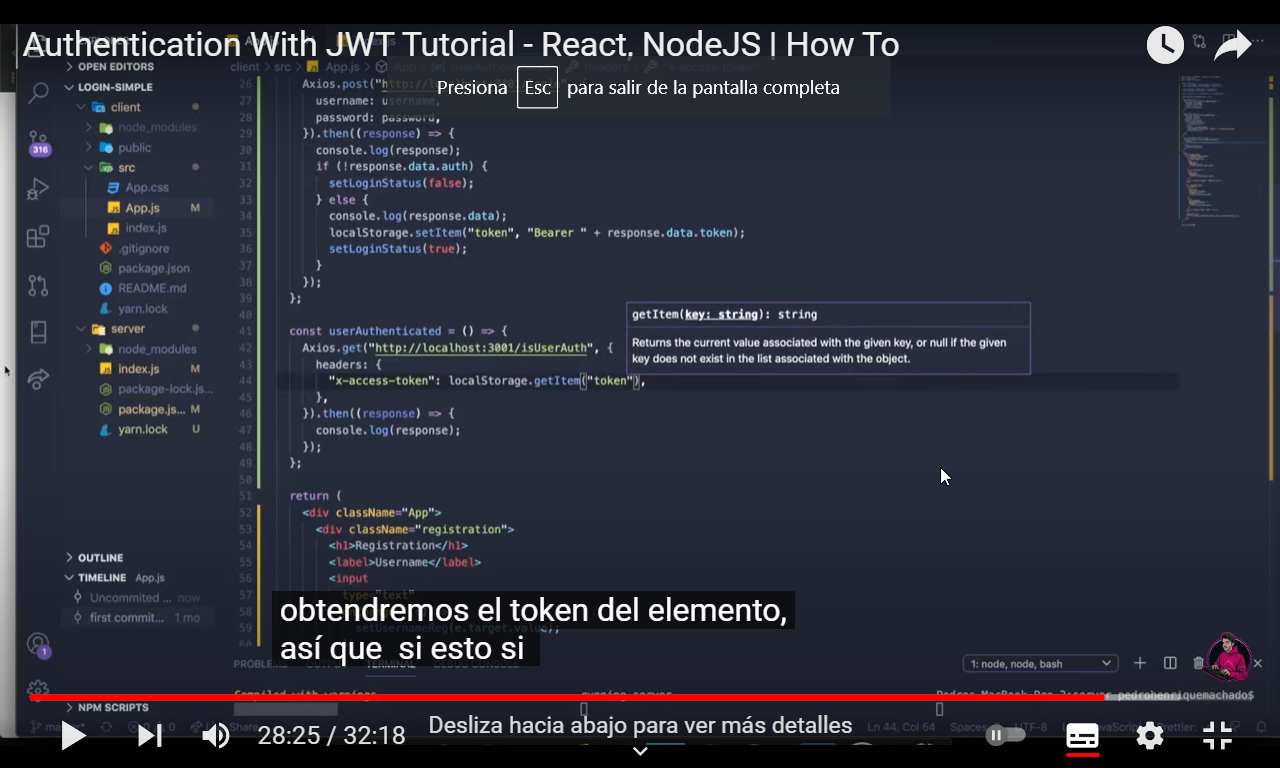 Authentication With JWT Tutorial - React, NodeJS | How To
Presiona Esc para salir de la pantalla completa
OPEN EDITORS
LOGIN-SIMPLE
client
node_modules
public
src
App.css
App.js M
index.js
.gitignore
package.json
README.md
yarn.lock
server
node_modules
index.js M
package-lock.js...
package.js... M
yarn.lock U
OUTLINE
TIMELINE App.js
Uncommited ... now
first commit... 1 mo
NPM SCRIPTS
316
1
client > src > App.js >
26 Axios.post("http://localhost:3001/
27 username: username,
28 password: password,
29 }).then((response) => {
30 console.log(response);
31 if (!response.data.auth) {
32 setLoginStatus(false);
33 } else {
34 console.log(response.data);
35 localStorage.setItem("token", "Bearer " + response.data.token);
36 setLoginStatus(true);
37 }
38 });
39 };
40
41 const userAuthenticated = () => {
42 Axios.get("http://localhost:3001/isUserAuth", {
43 headers: {
44 "x-access-token": localStorage.getItem("token"),
45 },
46 }).then((response) => {
47 console.log(response);
48 });
49 };
50
51 return (
52 <div className="App">
53 <div className="registration">
54 <h1>Registration</h1>
55 <label>Username</label>
56 <input
57 type="text"
58
59 setUsernameReg(e.target.value);
60
getItem(key: string): string
Returns the current value associated with the given key, or null if the given
key does not exist in the list associated with the object.
obtendremos el token del elemento,
así que si esto si
PROBLEMS OUTPUT TERMINAL DEBUG CONSOLE
1: node, node, bash
Compiled with warnings.
running server
Pedros-MacBook-Pro-2:server pedrohenriquemachado$
28:25 / 32:18
Desliza hacia abajo para ver más detalles
Ln 44, Col 64
UTF-8